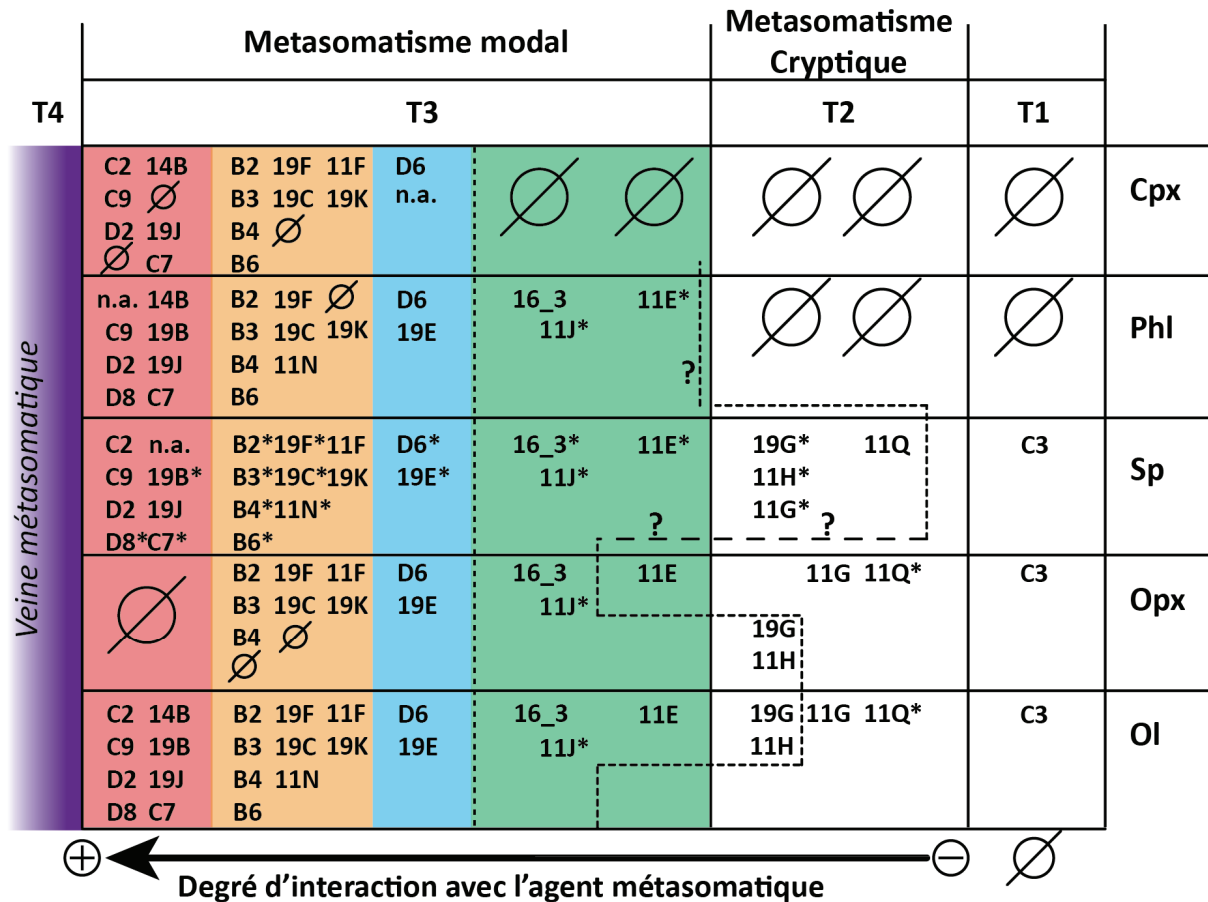 Metasomatisme modal
Metasomatisme
Cryptique
T4 T3 T2 T1
Veine métasomatique
C2 14B B2 19F 11F D6 Ø Ø Ø Ø Ø Cpx
C9 Ø B3 19C 19K n.a.
D2 19J B4 Ø
Ø C7 B6
n.a. 14B B2 19F Ø D6 16_3 11E* Ø Ø Ø Phl
C9 19B B3 19C 19K 19E 11J*
D2 19J B4 11N ?
D8 C7 B6
C2 n.a. B2*19F*11F D6* 16_3* 11E* 19G* 11Q C3 Sp
C9 19B* B3*19C*19K 19E* 11J* 11H*
D2 19J B4*11N* 11G*
D8*C7* B6* ? ?
Ø B2 19F 11F D6 16_3 11E 11G 11Q* C3 Opx
B3 19C 19K 19E 11J*
B4 Ø 19G
Ø 11H
C2 14B B2 19F 11F D6 16_3 11E 19G 11G 11Q* C3 Ol
C9 19B B3 19C 19K 19E 11J* 11H
D2 19J B4 11N
D8 C7 B6
+ − Ø
Degré d'interaction avec l'agent métasomatique